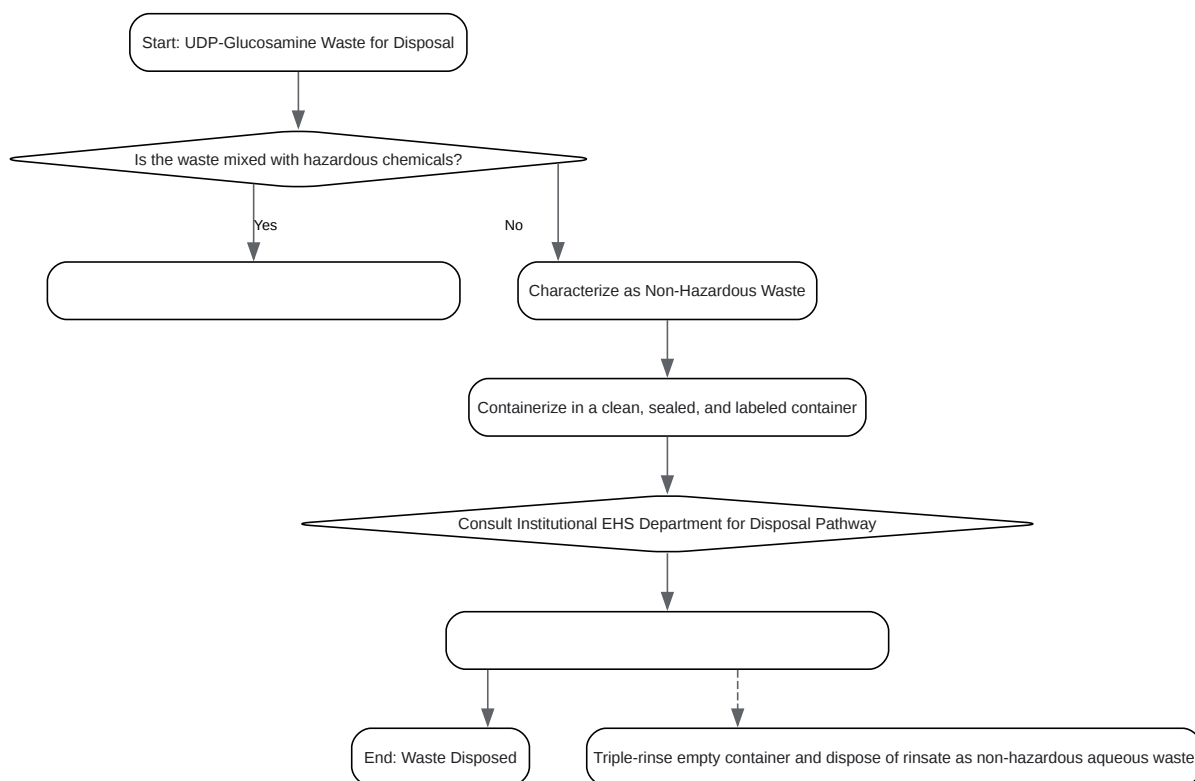 Start: UDP-Glucosamine Waste for Disposal
Is the waste mixed with hazardous chemicals?
Yes
No
Characterize as Non-Hazardous Waste
Containerize in a clean, sealed, and labeled container
Consult Institutional EHS Department for Disposal Pathway
End: Waste Disposed
Triple-rinse empty container and dispose of rinsate as non-hazardous aqueous waste